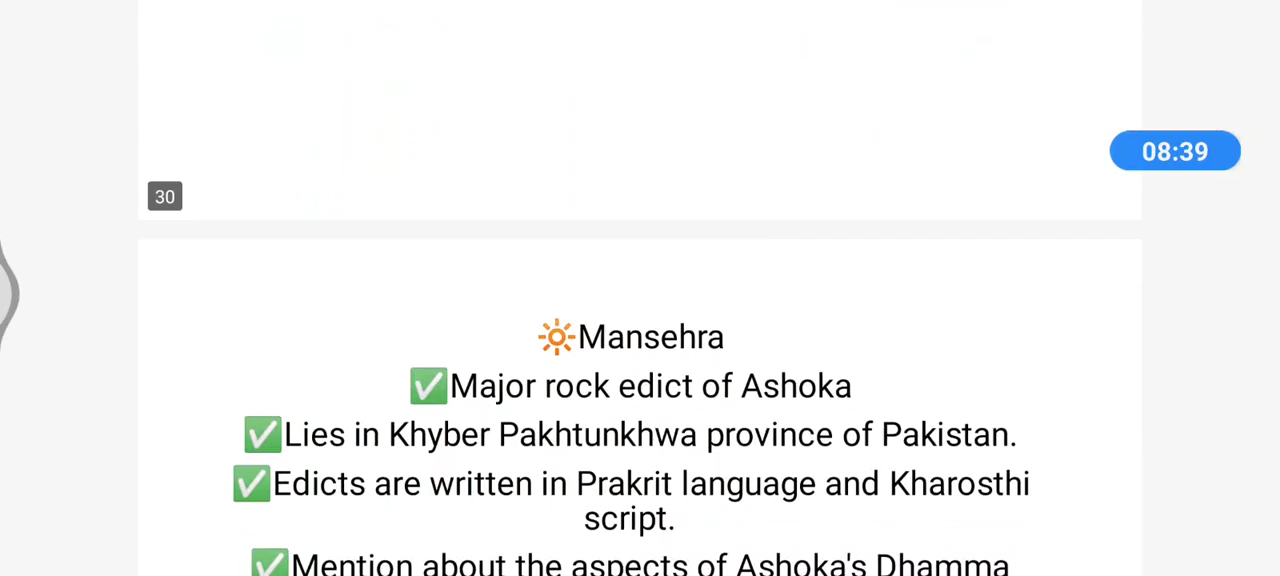 08:39
30
🔆Mansehra
✅Major rock edict of Ashoka
✅Lies in Khyber Pakhtunkhwa province of Pakistan.
✅Edicts are written in Prakrit language and Kharosthi
script.
✅Mention about the aspects of Ashoka's Dhamma